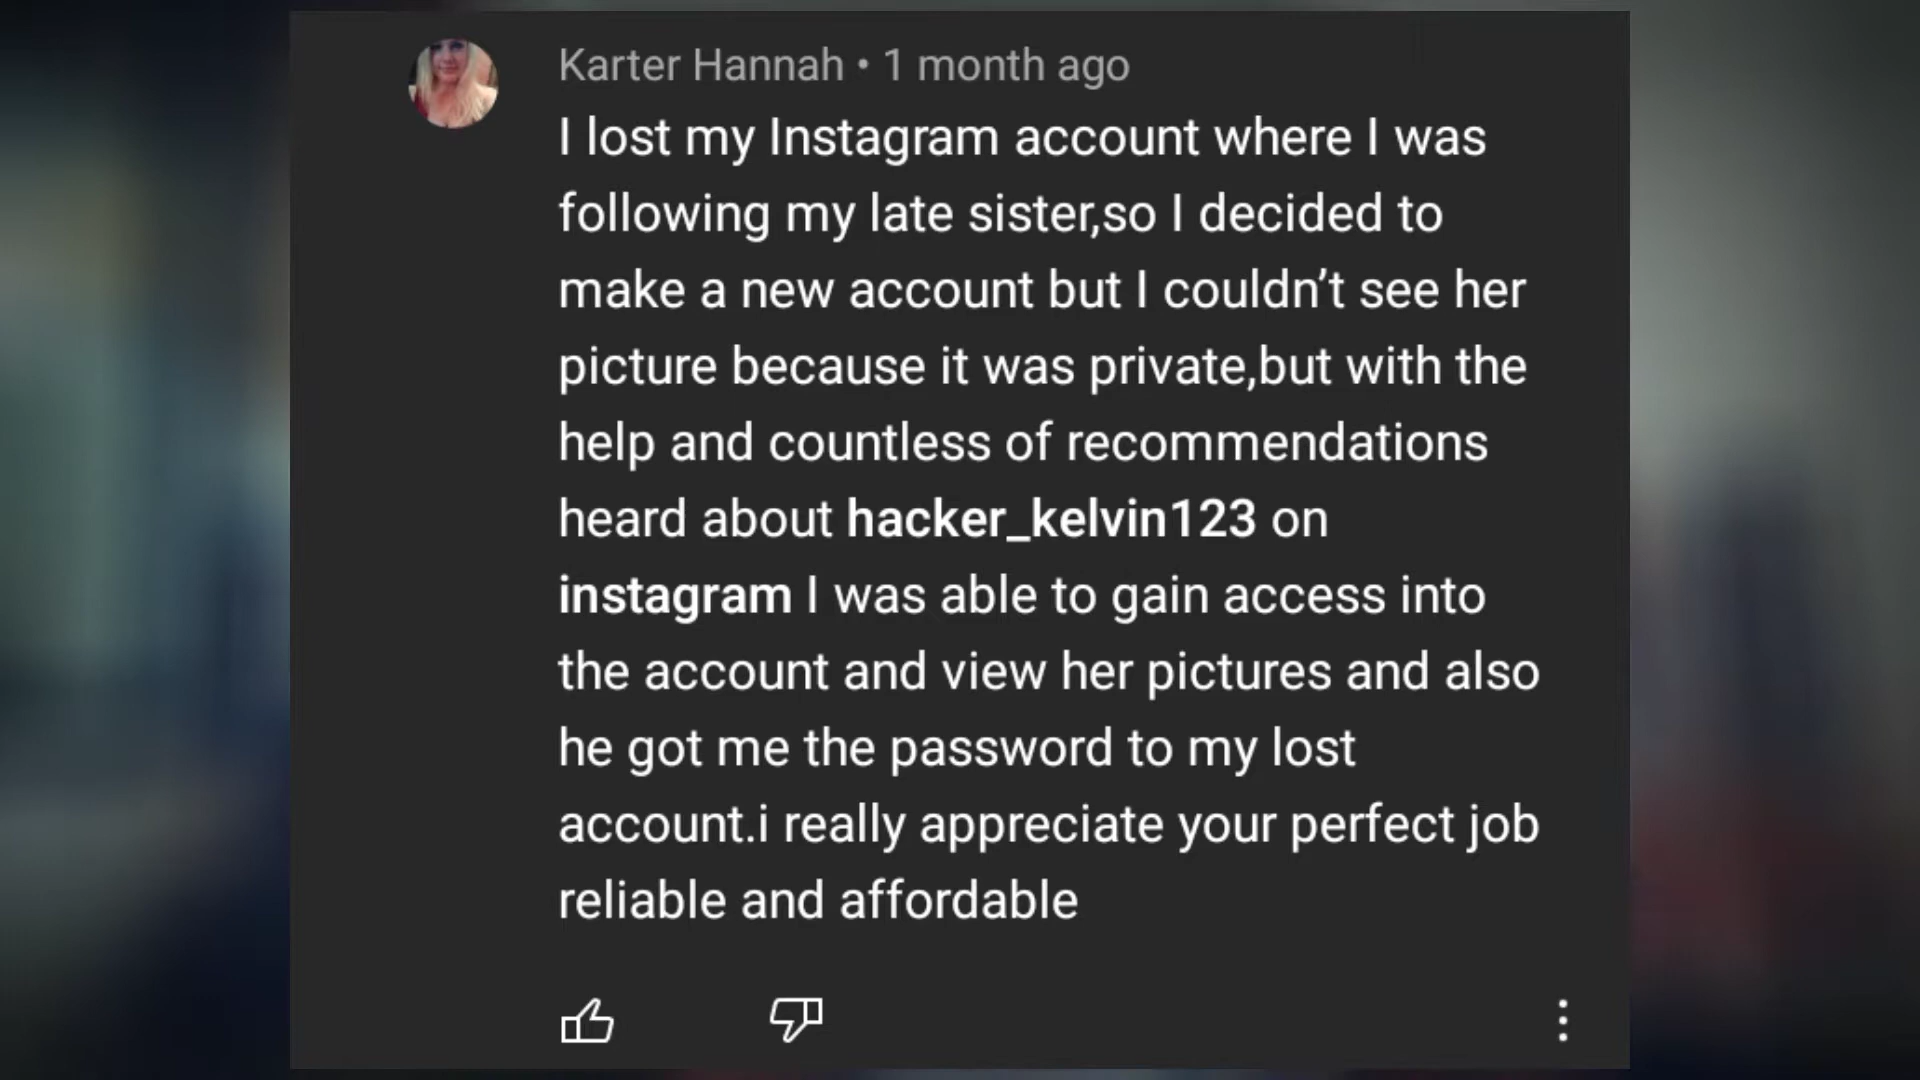 Karter Hannah • 1 month ago
I lost my Instagram account where I was
following my late sister,so I decided to
make a new account but I couldn’t see her
picture because it was private,but with the
help and countless of recommendations
heard about hacker_kelvin123 on
instagram I was able to gain access into
the account and view her pictures and also
he got me the password to my lost
account.i really appreciate your perfect job
reliable and affordable